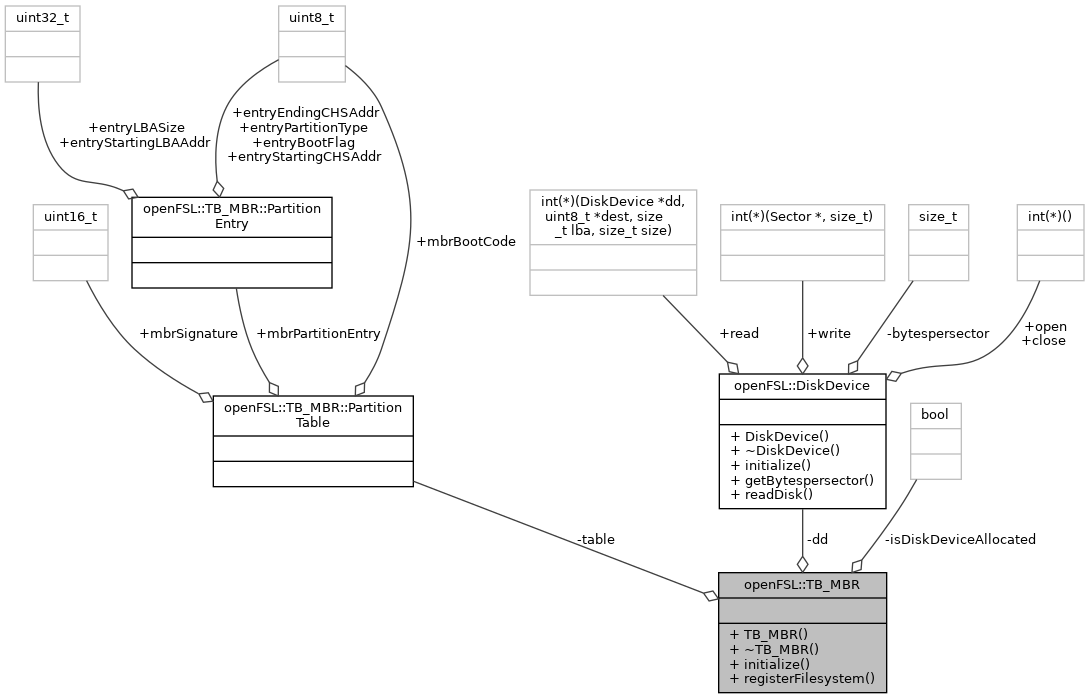 uint32_t
uint8_t
+entryLBASize
+entryStartingLBAAddr
+entryEndingCHSAddr
+entryPartitionType
+entryBootFlag
+entryStartingCHSAddr
uint16_t
openFSL::TB_MBR::Partition
Entry
+mbrBootCode
int(*)(DiskDevice *dd,
uint8_t *dest, size
_t lba, size_t size)
int(*)(Sector *, size_t)
size_t
int(*)()
+mbrSignature
+mbrPartitionEntry
+read
+write
-bytespersector
+open
+close
openFSL::TB_MBR::Partition
Table
openFSL::DiskDevice
+ DiskDevice()
+ ~DiskDevice()
+ initialize()
+ getBytespersector()
+ readDisk()
bool
-table
-dd
-isDiskDeviceAllocated
openFSL::TB_MBR
+ TB_MBR()
+ ~TB_MBR()
+ initialize()
+ registerFilesystem()